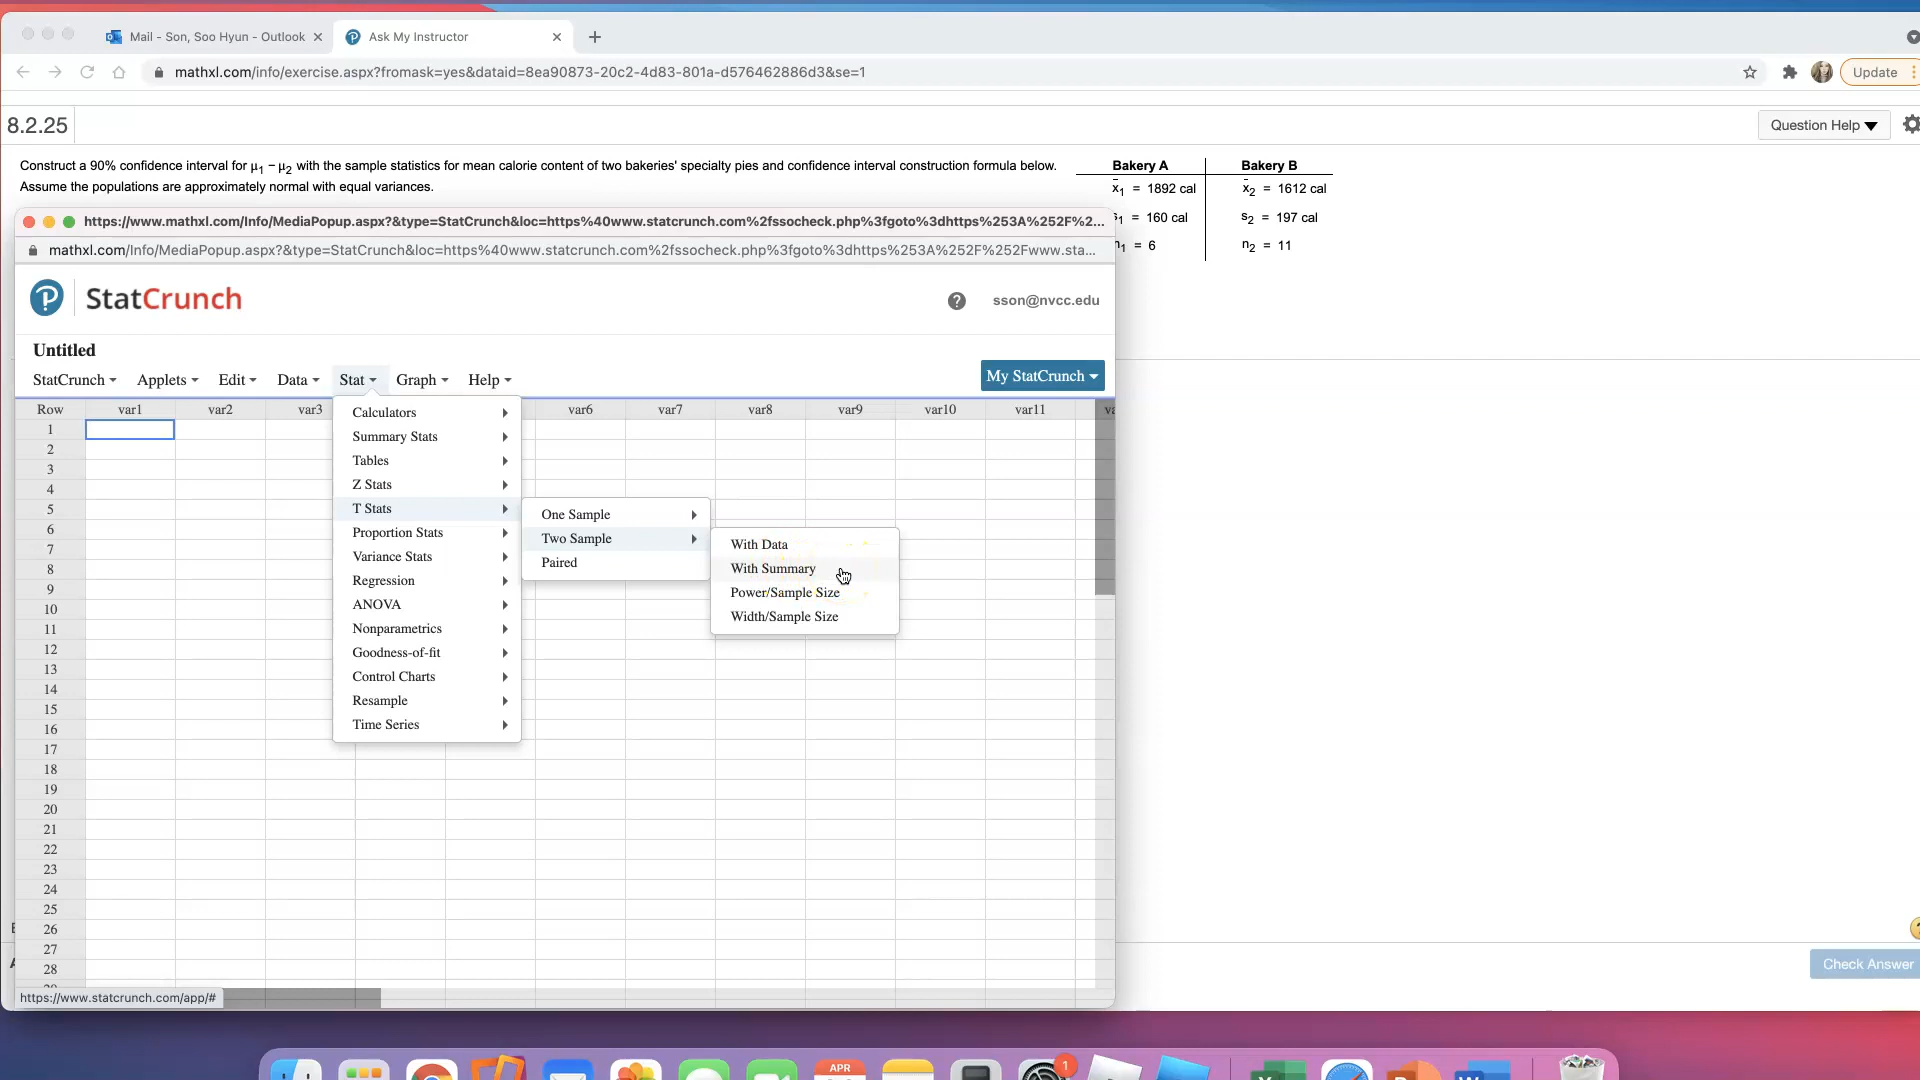 Mail - Son, Soo Hyun - Outlook
Ask My Instructor
mathxl.com/info/exercise.aspx?fromask=yes&dataid=8ea90873-20c2-4d83-801a-d576462886d3&se=1
Update
8.2.25
Question Help
Construct a 90% confidence interval for μ1 − μ2 with the sample statistics for mean calorie content of two bakeries' specialty pies and confidence interval construction formula below.
Assume the populations are approximately normal with equal variances.
Bakery A Bakery B
x̄1 = 1892 cal x̄2 = 1612 cal
s1 = 160 cal s2 = 197 cal
n1 = 6 n2 = 11
https://www.mathxl.com/Info/MediaPopup.aspx?&type=StatCrunch&loc=https%40www.statcrunch.com%2fssocheck.php%3fgoto%3dhttps%253A%252F%2...
mathxl.com/Info/MediaPopup.aspx?&type=StatCrunch&loc=https%40www.statcrunch.com%2fssocheck.php%3fgoto%3dhttps%253A%252F%252Fwww.sta...
StatCrunch
sson@nvcc.edu
Untitled
StatCrunch Applets Edit Data Stat Graph Help
My StatCrunch
Row var1 var2 var3 var6 var7 var8 var9 var10 var11 va
1
2
3
4
5
6
7
8
9
10
11
12
13
14
15
16
17
18
19
20
21
22
23
24
25
26
27
28
Calculators
Summary Stats
Tables
Z Stats
T Stats
Proportion Stats
Variance Stats
Regression
ANOVA
Nonparametrics
Goodness-of-fit
Control Charts
Resample
Time Series
One Sample
Two Sample
Paired
With Data
With Summary
Power/Sample Size
Width/Sample Size
Check Answer
https://www.statcrunch.com/app/#
1
APR